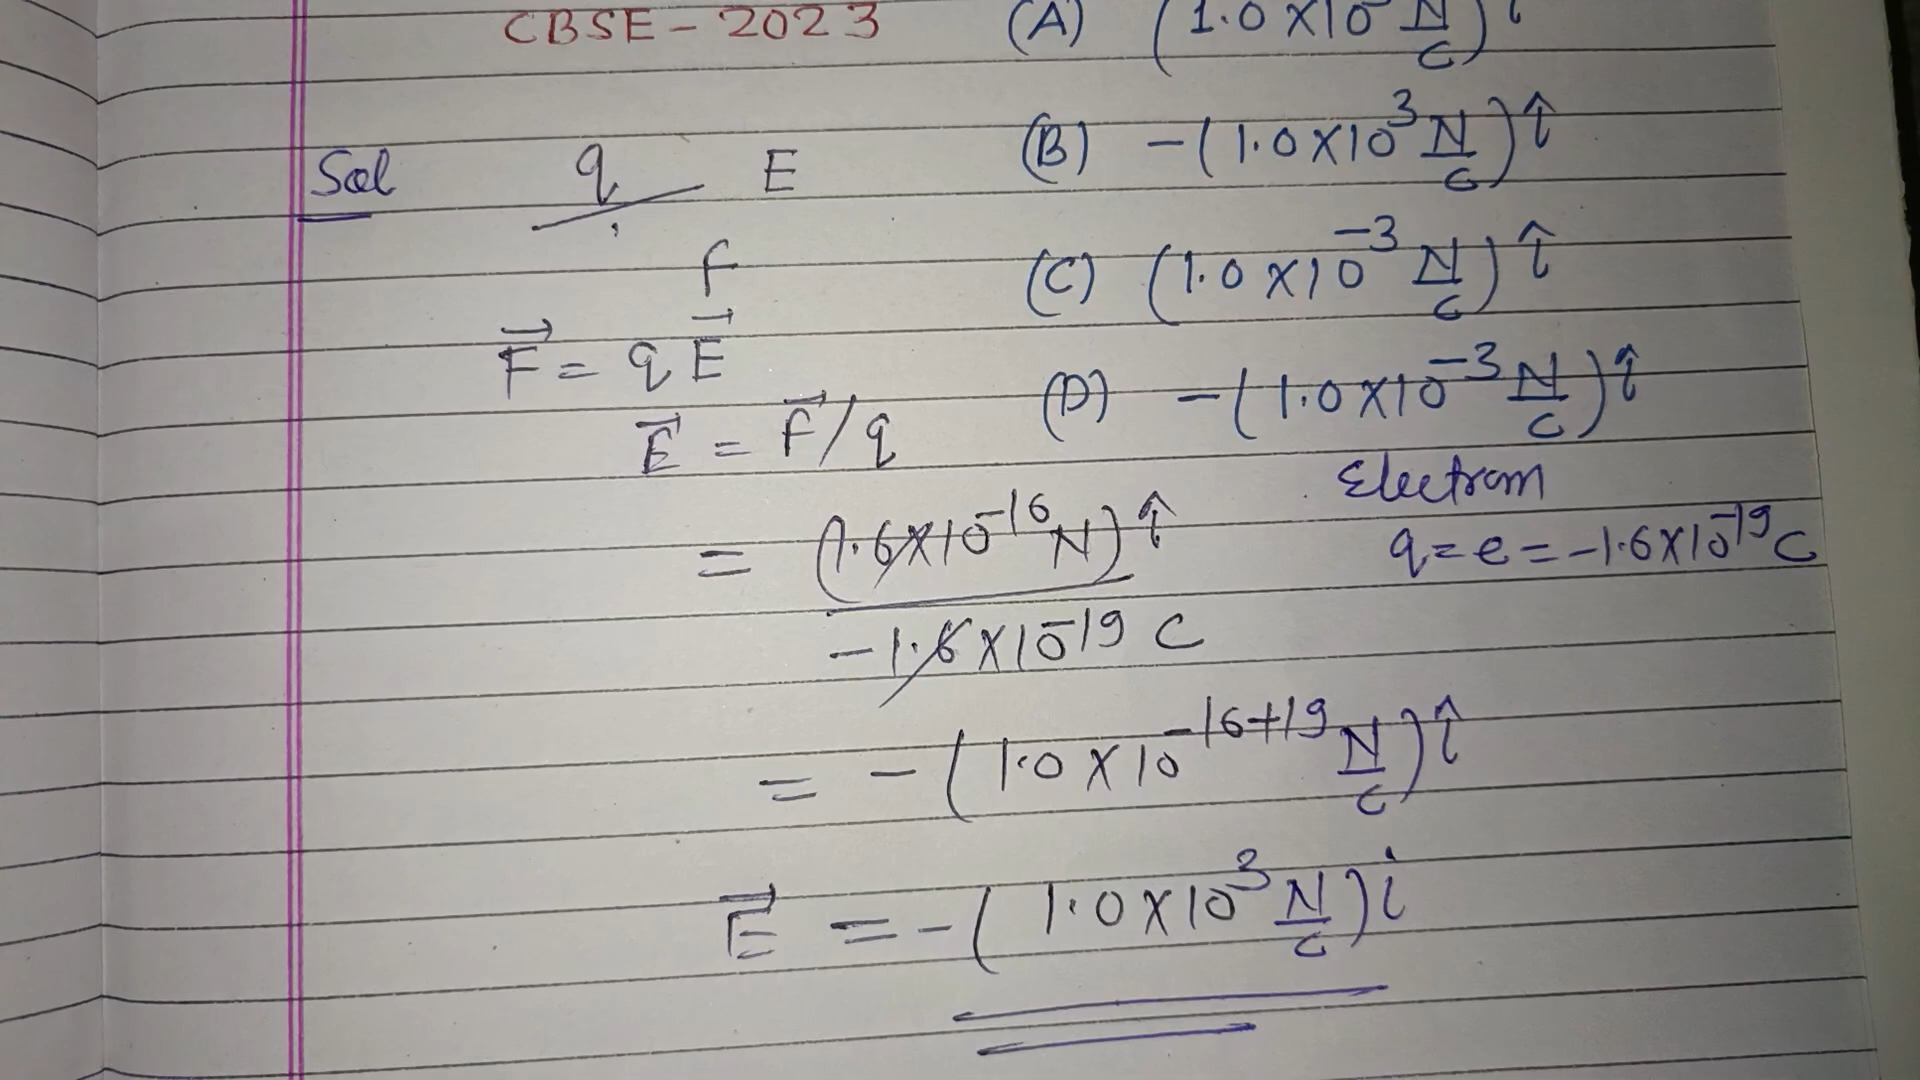 CBSE - 2023
(A) (1.0 X 10 N/C) î
(B) -(1.0 X 10³ N/C) î
Sol q E
(C) (1.0 X 10⁻³ N/C) î
f
F⃗ = q E⃗
(D) -(1.0 X 10⁻³ N/C) î
E⃗ = F⃗/q
Electron
= (1.6 X 10⁻¹⁶ N) î / -1.6 X 10⁻¹⁹ C
q = e = -1.6 X 10⁻¹⁹ C
= -(1.0 X 10⁻¹⁶⁺¹⁹ N/C) î
E⃗ = -(1.0 X 10³ N/C) i